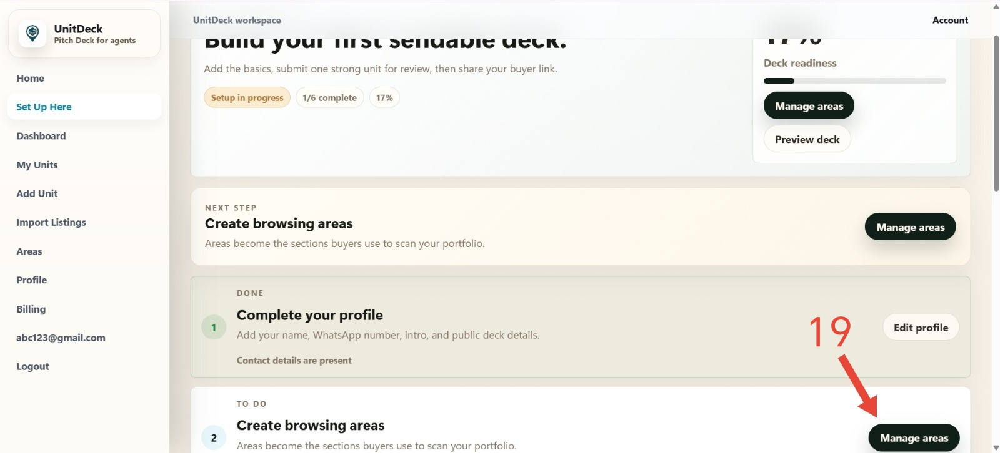 UnitDeck
Pitch Deck for agents
Home
Set Up Here
Dashboard
My Units
Add Unit
Import Listings
Areas
Profile
Billing
abc123@gmail.com
Logout
UnitDeck workspace
Account
Build your first sendable deck.
Add the basics, submit one strong unit for review, then share your buyer link.
Setup in progress
1/6 complete
17%
17%
Deck readiness
Manage areas
Preview deck
NEXT STEP
Create browsing areas
Areas become the sections buyers use to scan your portfolio.
Manage areas
DONE
1
Complete your profile
Add your name, WhatsApp number, intro, and public deck details.
Contact details are present
19
Edit profile
TO DO
2
Create browsing areas
Areas become the sections buyers use to scan your portfolio.
Manage areas